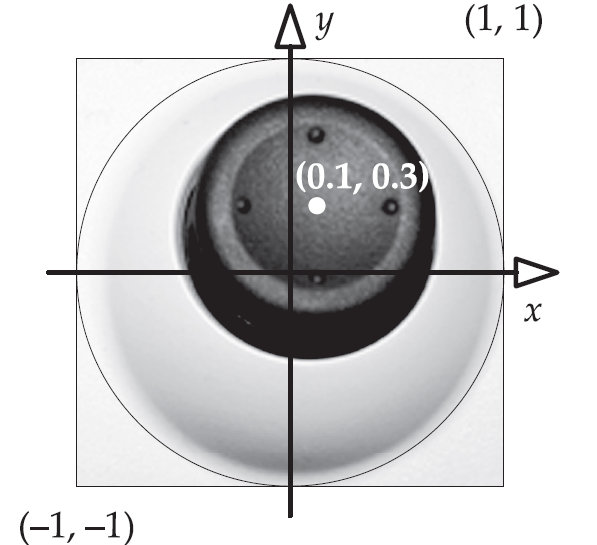 y
(1, 1)
(0.1, 0.3)
x
(–1, –1)